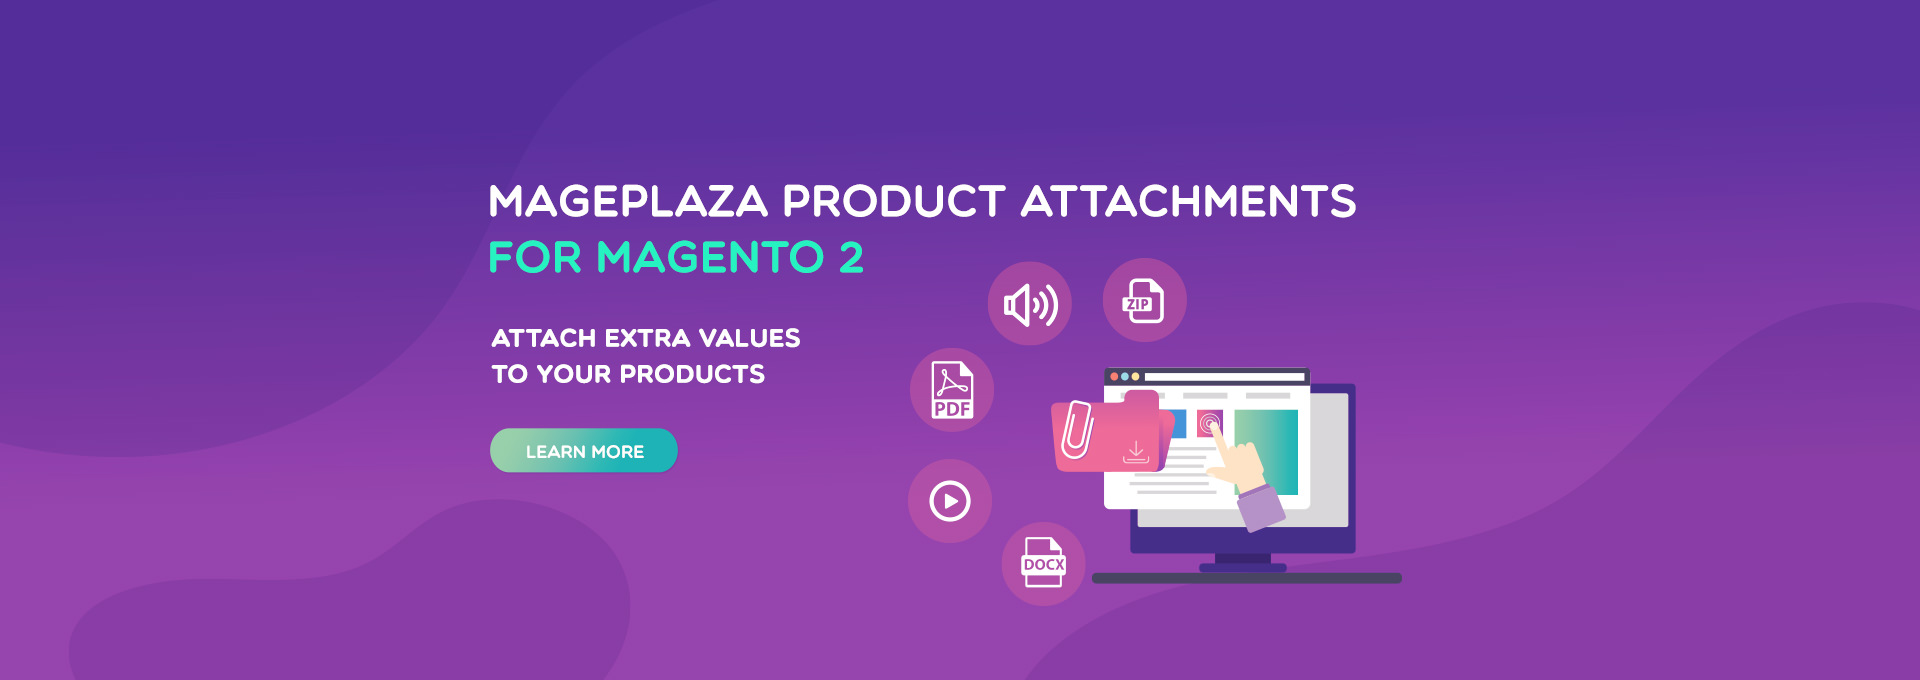 MAGEPLAZA PRODUCT ATTACHMENTS
FOR MAGENTO 2
ATTACH EXTRA VALUES
TO YOUR PRODUCTS
LEARN MORE
ZIP
PDF
DOCX